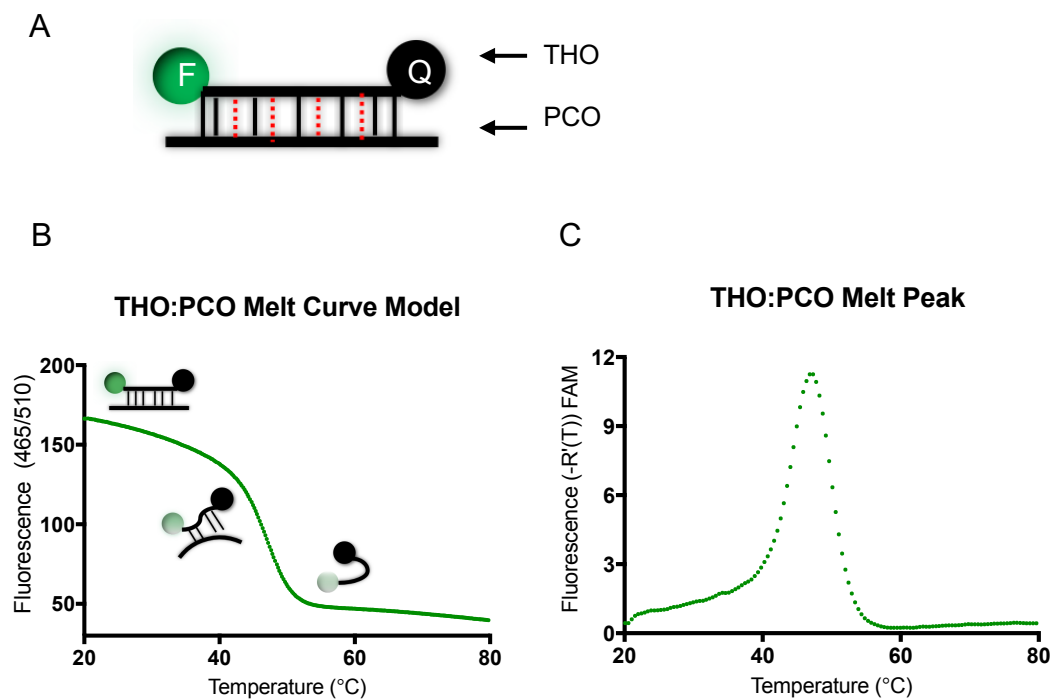 A
F
Q
THO
PCO
B
THO:PCO Melt Curve Model
200
150
100
50
Fluorescence (465/510)
20
40
60
80
Temperature (°C)
C
THO:PCO Melt Peak
12
9
6
3
0
Fluorescence (-R'(T)) FAM
20
40
60
80
Temperature (°C)